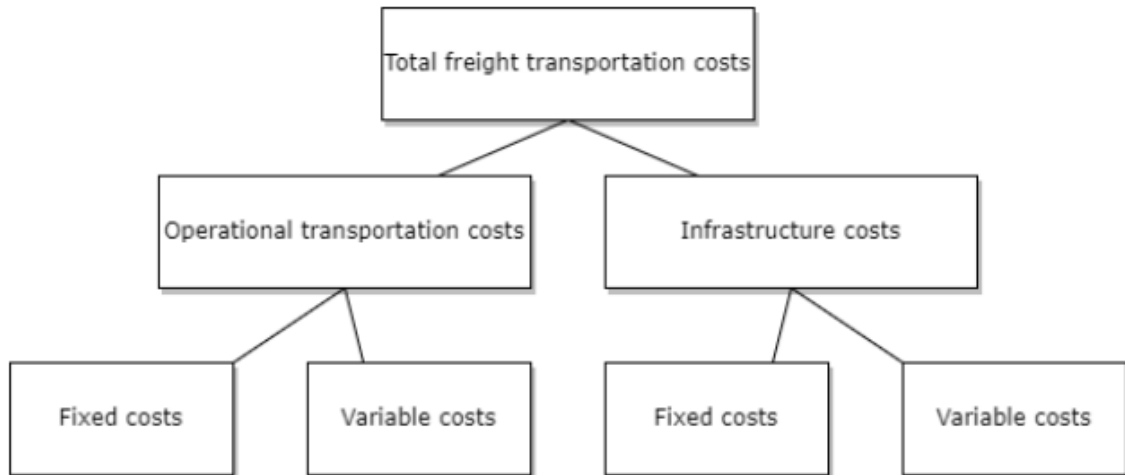 Total freight transportation costs
Operational transportation costs
Infrastructure costs
Fixed costs
Variable costs
Fixed costs
Variable costs